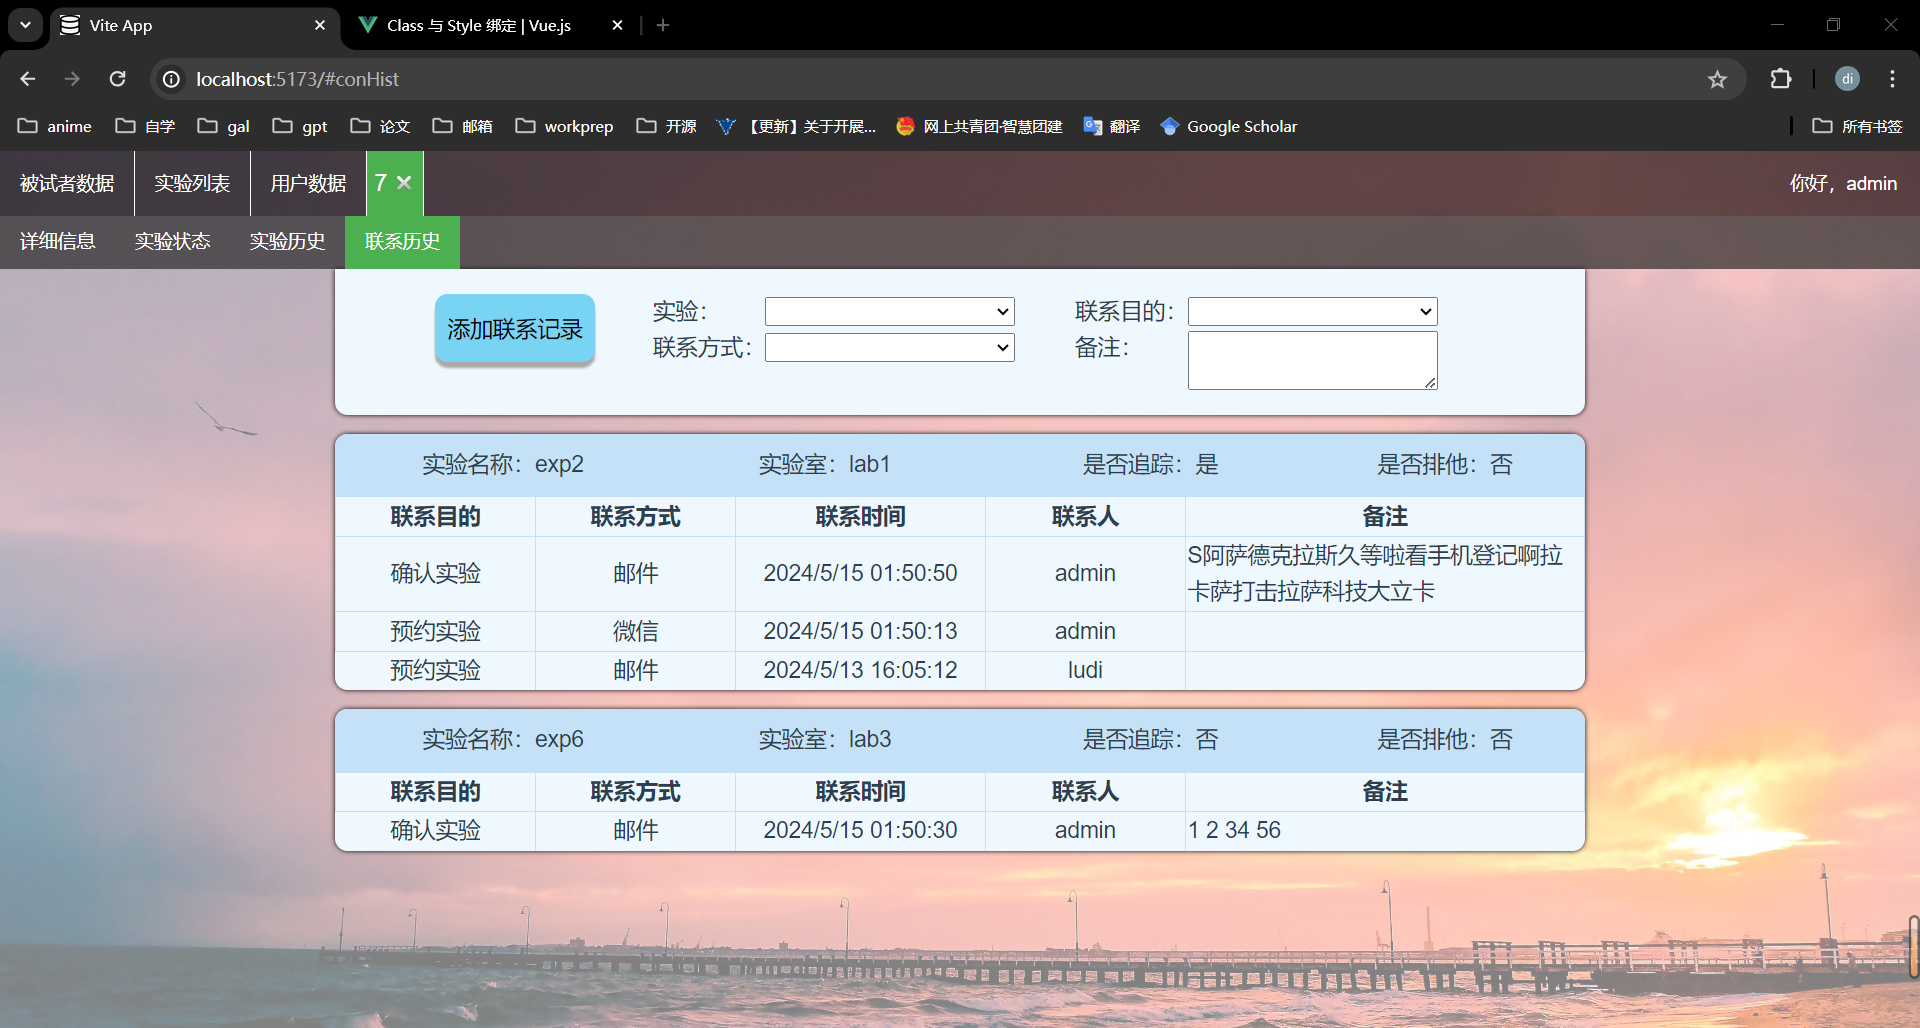 Vite App
Class 与 Style 绑定 | Vue.js
localhost:5173/#conHist
di
anime 自学 gal gpt 论文 邮箱 workprep 开源 【更新】关于开展... 网上共青团·智慧团建 翻译 Google Scholar 所有书签
被试者数据 实验列表 用户数据 7 × 你好，admin
详细信息 实验状态 实验历史 联系历史
添加联系记录 实验： 联系目的：
联系方式： 备注：
实验名称：exp2 实验室：lab1 是否追踪：是 是否排他：否
联系目的 联系方式 联系时间 联系人 备注
确认实验 邮件 2024/5/15 01:50:50 admin S阿萨德克拉斯久等啦看手机登记啊拉
卡萨打击拉萨科技大立卡
预约实验 微信 2024/5/15 01:50:13 admin
预约实验 邮件 2024/5/13 16:05:12 ludi
实验名称：exp6 实验室：lab3 是否追踪：否 是否排他：否
联系目的 联系方式 联系时间 联系人 备注
确认实验 邮件 2024/5/15 01:50:30 admin 1 2 34 56